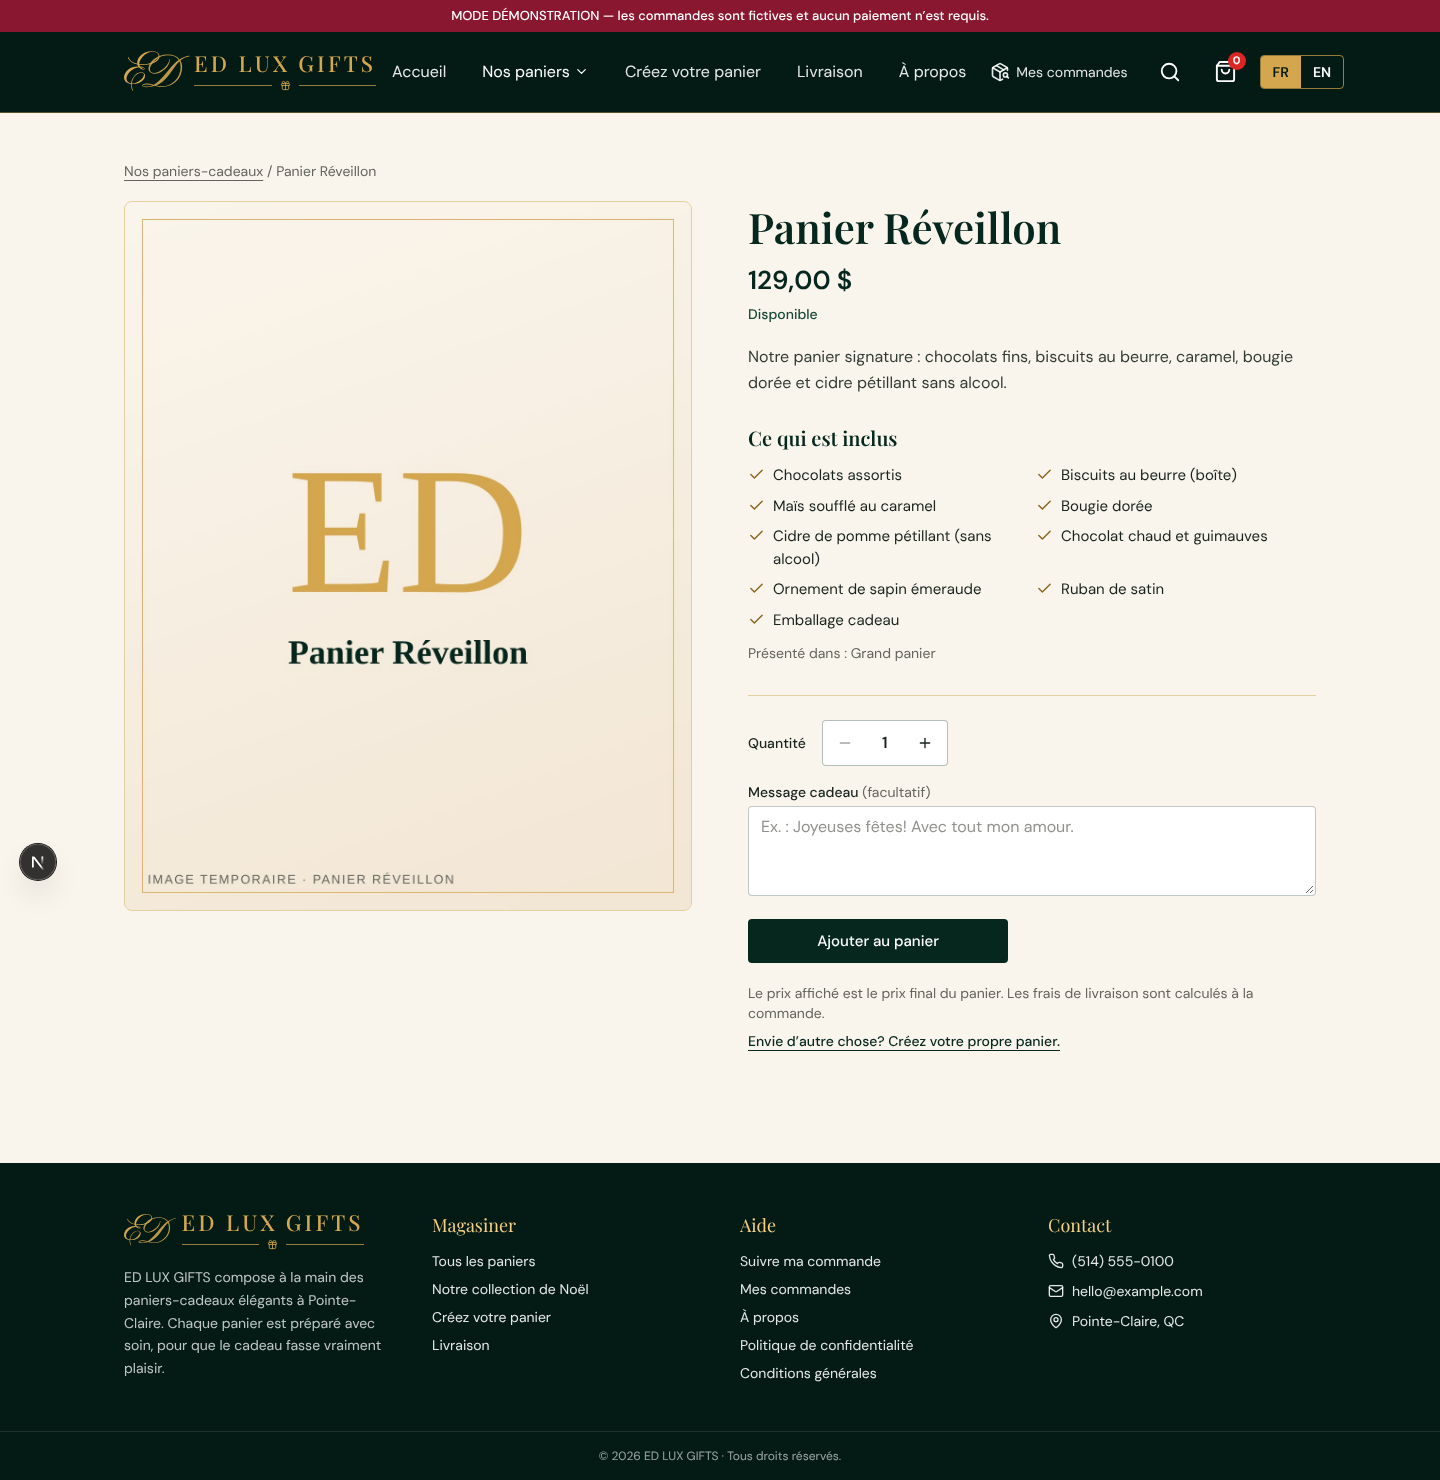 MODE DÉMONSTRATION — les commandes sont fictives et aucun paiement n’est requis.
ED ED LUX GIFTS
Accueil
Nos paniers
Créez votre panier
Livraison
À propos
Mes commandes
0
FR
EN
Nos paniers-cadeaux / Panier Réveillon
ED
Panier Réveillon
IMAGE TEMPORAIRE · PANIER RÉVEILLON
Panier Réveillon
129,00 $
Disponible
Notre panier signature : chocolats fins, biscuits au beurre, caramel, bougie
dorée et cidre pétillant sans alcool.
Ce qui est inclus
Chocolats assortis
Biscuits au beurre (boîte)
Maïs soufflé au caramel
Bougie dorée
Cidre de pomme pétillant (sans
alcool)
Chocolat chaud et guimauves
Ornement de sapin émeraude
Ruban de satin
Emballage cadeau
Présenté dans : Grand panier
Quantité
1
Message cadeau (facultatif)
Ex. : Joyeuses fêtes! Avec tout mon amour.
Ajouter au panier
Le prix affiché est le prix final du panier. Les frais de livraison sont calculés à la
commande.
Envie d’autre chose? Créez votre propre panier.
N
ED ED LUX GIFTS
ED LUX GIFTS compose à la main des
paniers-cadeaux élégants à Pointe-
Claire. Chaque panier est préparé avec
soin, pour que le cadeau fasse vraiment
plaisir.
Magasiner
Tous les paniers
Notre collection de Noël
Créez votre panier
Livraison
Aide
Suivre ma commande
Mes commandes
À propos
Politique de confidentialité
Conditions générales
Contact
(514) 555-0100
hello@example.com
Pointe-Claire, QC
© 2026 ED LUX GIFTS · Tous droits réservés.